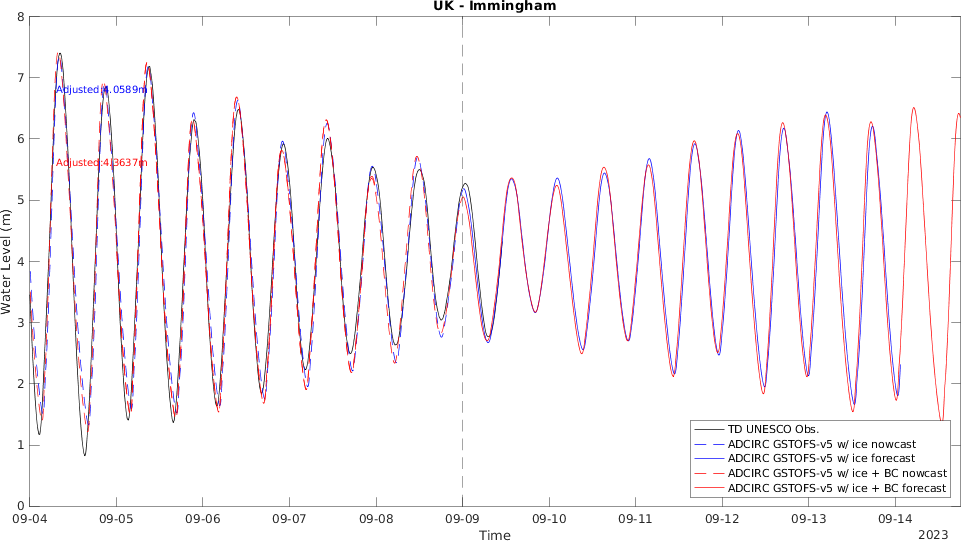 UK - Immingham
8
7
6
5
4
3
2
1
0
Water Level (m)
Adjusted:4.0589m
Adjusted:4.3637m
TD UNESCO Obs.
ADCIRC GSTOFS-v5 w/ ice nowcast
ADCIRC GSTOFS-v5 w/ ice forecast
ADCIRC GSTOFS-v5 w/ ice + BC nowcast
ADCIRC GSTOFS-v5 w/ ice + BC forecast
09-04 09-05 09-06 09-07 09-08 09-09 09-10 09-11 09-12 09-13 09-14
Time
2023